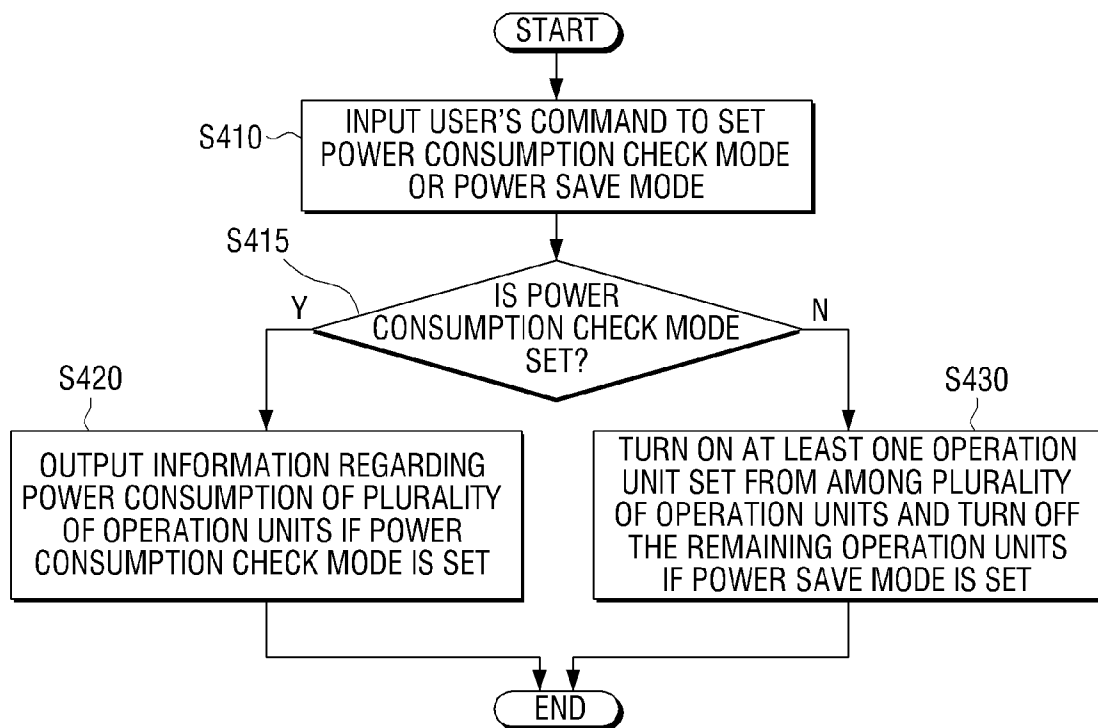 START
S410
INPUT USER'S COMMAND TO SET
POWER CONSUMPTION CHECK MODE
OR POWER SAVE MODE
S415
IS POWER
CONSUMPTION CHECK MODE
SET?
Y
N
S420
OUTPUT INFORMATION REGARDING
POWER CONSUMPTION OF PLURALITY
OF OPERATION UNITS IF POWER
CONSUMPTION CHECK MODE IS SET
S430
TURN ON AT LEAST ONE OPERATION
UNIT SET FROM AMONG PLURALITY
OF OPERATION UNITS AND TURN OFF
THE REMAINING OPERATION UNITS
IF POWER SAVE MODE IS SET
END